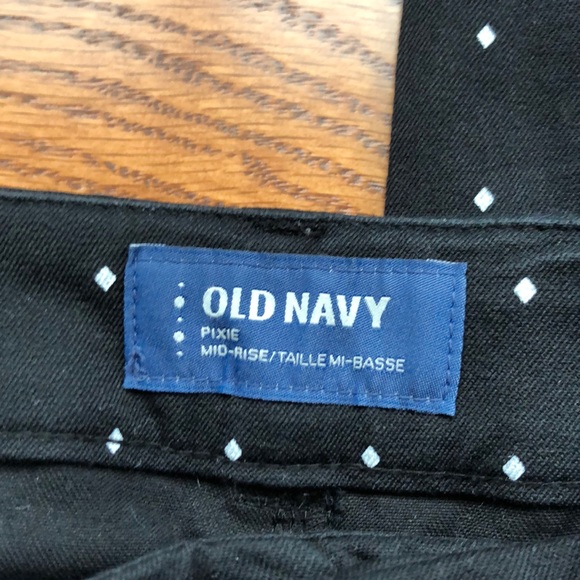 OLD NAVY
PIXIE
MID-RISE/TAILLE MI-BASSE